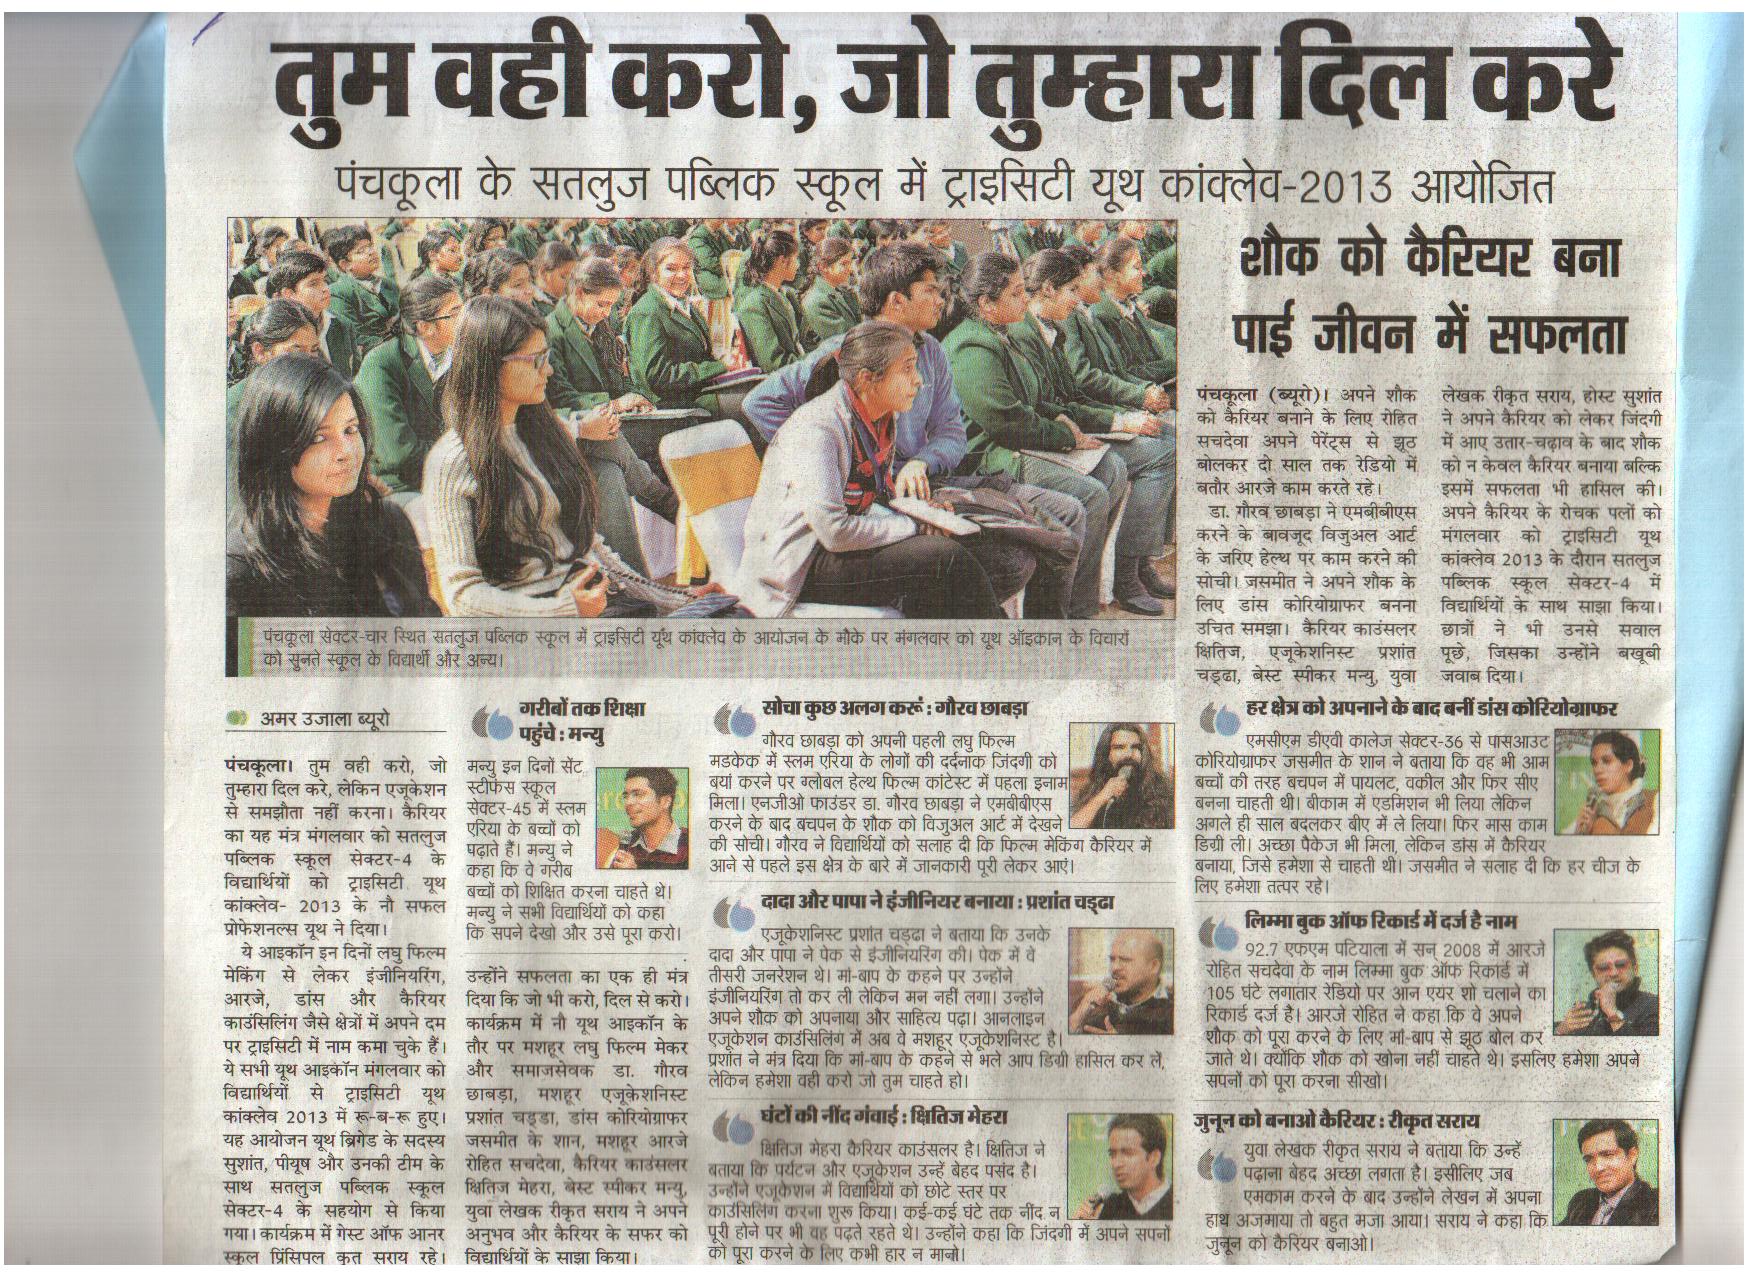 तुम वही करो, जो तुम्हारा दिल करे
पंचकूला के सतलुज पब्लिक स्कूल में ट्राइसिटी यूथ कांक्लेव-2013 आयोजित
पंचकूला सेक्टर-चार स्थित सतलुज पब्लिक स्कूल में ट्राइसिटी यूथ कांक्लेव के आयोजन के मौके पर मंगलवार को यूथ ऑइकान के विचारों
को सुनते स्कूल के विद्यार्थी और अन्य।
शौक को कैरियर बना
पाई जीवन में सफलता
पंचकूला (ब्यूरो)। अपने शौक
को कैरियर बनाने के लिए रोहित
सचदेवा अपने पेरेंट्स से झूठ
बोलकर दो साल तक रेडियो में
बतौर आरजे काम करते रहे।
डा. गौरव छाबड़ा ने एमबीबीएस
करने के बावजूद विजुअल आर्ट
के जरिए हेल्थ पर काम करने की
सोची। जसमीत ने अपने शौक के
लिए डांस कोरियोग्राफर बनना
उचित समझा। कैरियर काउंसलर
क्षितिज, एजूकेशनिस्ट प्रशांत
चड्ढा, बेस्ट स्पीकर मन्यु, युवा
लेखक रीकृत सराय, होस्ट सुशांत
ने अपने कैरियर को लेकर जिंदगी
में आए उतार-चढ़ाव के बाद शौक
को न केवल कैरियर बनाया बल्कि
इसमें सफलता भी हासिल की।
अपने कैरियर के रोचक पलों को
मंगलवार को ट्राइसिटी यूथ
कांक्लेव 2013 के दौरान सतलुज
पब्लिक स्कूल सेक्टर-4 में
विद्यार्थियों के साथ साझा किया।
छात्रों ने भी उनसे सवाल
पूछे, जिसका उन्होंने बखूबी
जवाब दिया।
अमर उजाला ब्यूरो
पंचकूला। तुम वही करो, जो
तुम्हारा दिल करे, लेकिन एजूकेशन
से समझौता नहीं करना। कैरियर
का यह मंत्र मंगलवार को सतलुज
पब्लिक स्कूल सेक्टर-4 के
विद्यार्थियों को ट्राइसिटी यूथ
कांक्लेव- 2013 के नौ सफल
प्रोफेशनल्स यूथ ने दिया।
ये आइकॉन इन दिनों लघु फिल्म
मेकिंग से लेकर इंजीनियरिंग,
आरजे, डांस और कैरियर
काउंसिलिंग जैसे क्षेत्रों में अपने दम
पर ट्राइसिटी में नाम कमा चुके हैं।
ये सभी यूथ आइकॉन मंगलवार को
विद्यार्थियों से ट्राइसिटी यूथ
कांक्लेव 2013 में रू-ब-रू हुए।
यह आयोजन यूथ ब्रिगेड के सदस्य
सुशांत, पीयूष और उनकी टीम के
साथ सतलुज पब्लिक स्कूल
सेक्टर-4 के सहयोग से किया
गया। कार्यक्रम में गेस्ट ऑफ आनर
स्कूल प्रिंसिपल कृत सराय रहे।
गरीबों तक शिक्षा
पहुंचे : मन्यु
मन्यु इन दिनों सेंट
स्टीफंस स्कूल
सेक्टर-45 में स्लम
एरिया के बच्चों को
पढ़ाते हैं। मन्यु ने
कहा कि वे गरीब
बच्चों को शिक्षित करना चाहते थे।
मन्यु ने सभी विद्यार्थियों को कहा
कि सपने देखो और उसे पूरा करो।
उन्होंने सफलता का एक ही मंत्र
दिया कि जो भी करो, दिल से करो।
कार्यक्रम में नौ यूथ आइकॉन के
तौर पर मशहूर लघु फिल्म मेकर
और समाजसेवक डा. गौरव
छाबड़ा, मशहूर एजूकेशनिस्ट
प्रशांत चड्डा, डांस कोरियोग्राफर
जसमीत के शान, मशहूर आरजे
रोहित सचदेवा, कैरियर काउंसलर
क्षितिज मेहरा, बेस्ट स्पीकर मन्यु,
युवा लेखक रीकृत सराय ने अपने
अनुभव और कैरियर के सफर को
विद्यार्थियों के साझा किया।
सोचा कुछ अलग करूं : गौरव छाबड़ा
गौरव छाबड़ा को अपनी पहली लघु फिल्म
मडकेक में स्लम एरिया के लोगों की दर्दनाक जिंदगी को
बयां करने पर ग्लोबल हेल्थ फिल्म कांटेस्ट में पहला इनाम
मिला। एनजीओ फाउंडर डा. गौरव छाबड़ा ने एमबीबीएस
करने के बाद बचपन के शौक को विजुअल आर्ट में देखने
की सोची। गौरव ने विद्यार्थियों को सलाह दी कि फिल्म मेकिंग कैरियर में
आने से पहले इस क्षेत्र के बारे में जानकारी पूरी लेकर आएं।
दादा और पापा ने इंजीनियर बनाया : प्रशांत चड्ढा
एजूकेशनिस्ट प्रशांत चड्ढा ने बताया कि उनके
दादा और पापा ने पेक से इंजीनियरिंग की। पेक में वे
तीसरी जनरेशन थे। मां-बाप के कहने पर उन्होंने
इंजीनियरिंग तो कर ली लेकिन मन नहीं लगा। उन्होंने
अपने शौक को अपनाया और साहित्य पढ़ा। आनलाइन
एजूकेशन काउंसिलिंग में अब वे मशहूर एजूकेशनिस्ट है।
प्रशांत ने मंत्र दिया कि मां-बाप के कहने से भले आप डिग्री हासिल कर लें,
लेकिन हमेशा वही करो जो तुम चाहते हो।
घंटों की नींद गंवाई : क्षितिज मेहरा
क्षितिज मेहरा कैरियर काउंसलर है। क्षितिज ने
बताया कि पर्यटन और एजूकेशन उन्हें बेहद पसंद है।
उन्होंने एजूकेशन में विद्यार्थियों को छोटे स्तर पर
काउंसिलिंग करना शुरू किया। कई-कई घंटे तक नींद न
पूरी होने पर भी वह पढ़ते रहते थे। उन्होंने कहा कि जिंदगी में अपने सपनों
को पूरा करने के लिए कभी हार न मानो।
हर क्षेत्र को अपनाने के बाद बनीं डांस कोरियोग्राफर
एमसीएम डीएवी कालेज सेक्टर-36 से पासआउट
कोरियोग्राफर जसमीत के शान ने बताया कि वह भी आम
बच्चों की तरह बचपन में पायलट, वकील और फिर सीए
बनना चाहती थी। बीकाम में एडमिशन भी लिया लेकिन
अगले ही साल बदलकर बीए में ले लिया। फिर मास काम
डिग्री ली। अच्छा पैकेज भी मिला, लेकिन डांस में कैरियर
बनाया, जिसे हमेशा से चाहती थी। जसमीत ने सलाह दी कि हर चीज के
लिए हमेशा तत्पर रहे।
लिम्मा बुक ऑफ रिकार्ड में दर्ज है नाम
92.7 एफएम पटियाला में सन् 2008 में आरजे
रोहित सचदेवा के नाम लिम्मा बुक ऑफ रिकार्ड में
105 घंटे लगातार रेडियो पर आन एयर शो चलाने का
रिकार्ड दर्ज है। आरजे रोहित ने कहा कि वे अपने
शौक को पूरा करने के लिए मां-बाप से झूठ बोल कर
जाते थे। क्योंकि शौक को खोना नहीं चाहते थे। इसलिए हमेशा अपने
सपनों को पूरा करना सीखो।
जुनून को बनाओ कैरियर : रीकृत सराय
युवा लेखक रीकृत सराय ने बताया कि उन्हें
पढ़ाना बेहद अच्छा लगता है। इसीलिए जब
एमकाम करने के बाद उन्होंने लेखन में अपना
हाथ अजमाया तो बहुत मजा आया। सराय ने कहा कि
जुनून को कैरियर बनाओ।